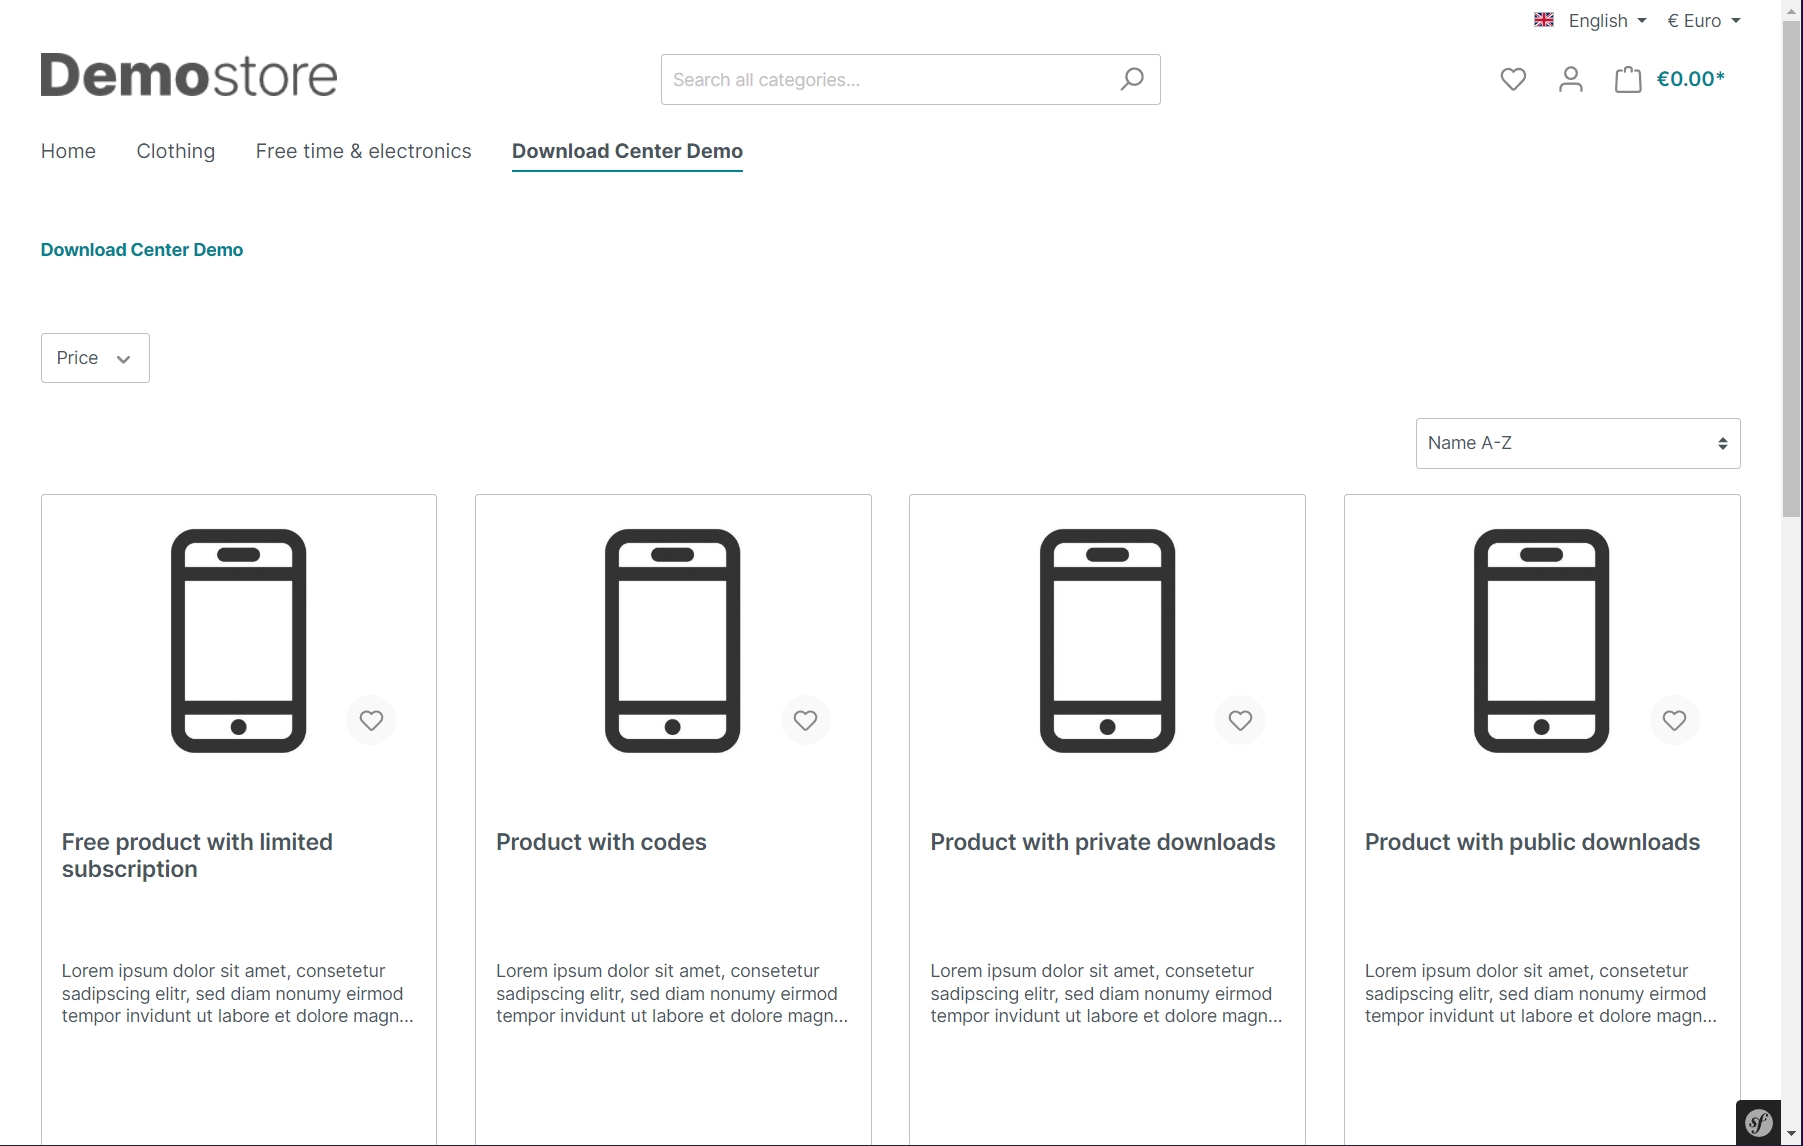 English € Euro
Demostore
Search all categories...
€0.00*
Home Clothing Free time & electronics Download Center Demo
Download Center Demo
Price
Name A-Z
Free product with limited
subscription
Lorem ipsum dolor sit amet, consetetur
sadipscing elitr, sed diam nonumy eirmod
tempor invidunt ut labore et dolore magn...
Product with codes
Lorem ipsum dolor sit amet, consetetur
sadipscing elitr, sed diam nonumy eirmod
tempor invidunt ut labore et dolore magn...
Product with private downloads
Lorem ipsum dolor sit amet, consetetur
sadipscing elitr, sed diam nonumy eirmod
tempor invidunt ut labore et dolore magn...
Product with public downloads
Lorem ipsum dolor sit amet, consetetur
sadipscing elitr, sed diam nonumy eirmod
tempor invidunt ut labore et dolore magn...
sf